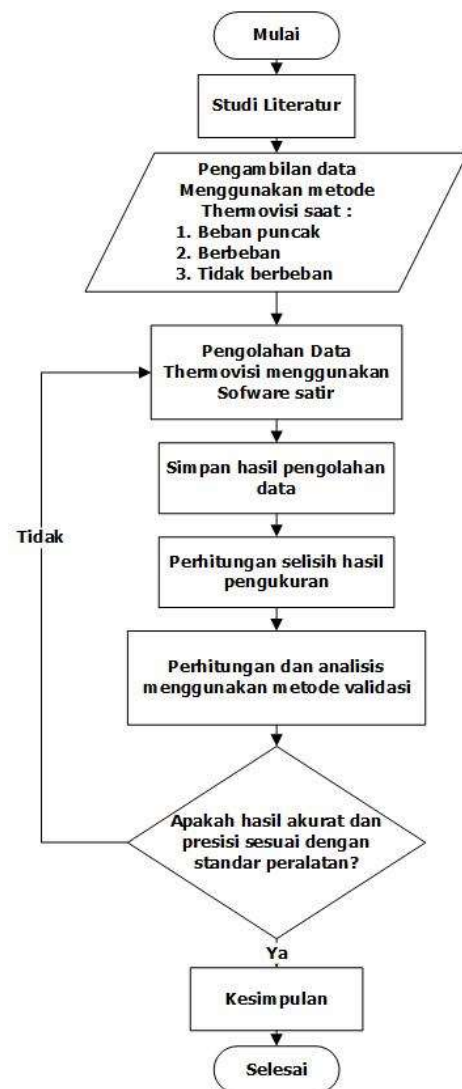 Mulai
Studi Literatur
Pengambilan data
Menggunakan metode
Thermovisi saat :
1. Beban puncak
2. Berbeban
3. Tidak berbeban
Pengolahan Data
Thermovisi menggunakan
Sofware satir
Simpan hasil pengolahan
data
Tidak
Perhitungan selisih hasil
pengukuran
Perhitungan dan analisis
menggunakan metode validasi
Apakah hasil akurat dan
presisi sesuai dengan
standar peralatan?
Ya
Kesimpulan
Selesai